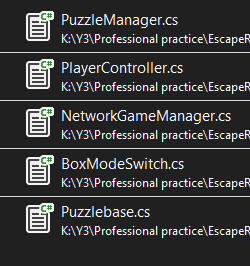 C#
PuzzleManager.cs
K:\Y3\Professional practice\EscapeR
C#
PlayerController.cs
K:\Y3\Professional practice\EscapeR
C#
NetworkGameManager.cs
K:\Y3\Professional practice\EscapeR
C#
BoxModeSwitch.cs
K:\Y3\Professional practice\EscapeR
C#
Puzzlebase.cs
K:\Y3\Professional practice\EscapeR